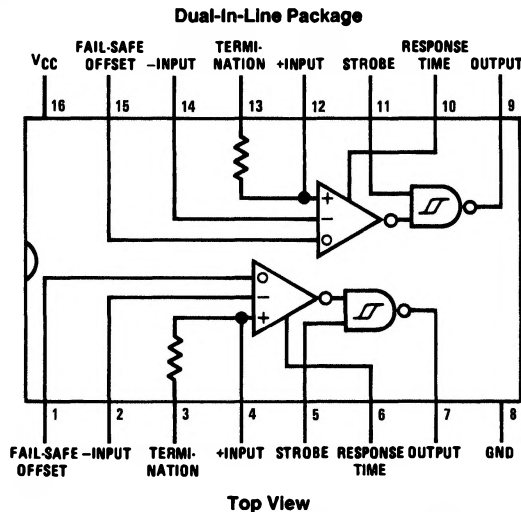 Dual-In-Line Package
VCC
FAIL-SAFE OFFSET
–INPUT
TERMI-NATION
+INPUT
STROBE
RESPONSE TIME
OUTPUT
16 15 14 13 12 11 10 9
+
–
+
–
1 2 3 4 5 6 7 8
FAIL-SAFE OFFSET
–INPUT
TERMI-NATION
+INPUT
STROBE
RESPONSE TIME
OUTPUT
GND
Top View